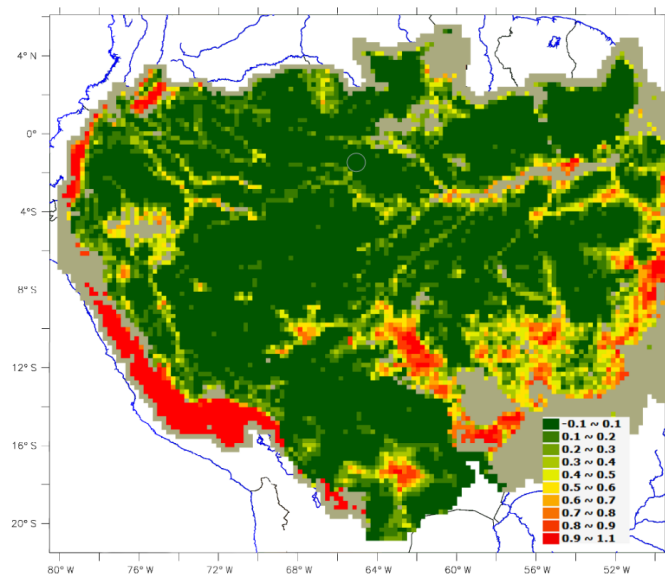 4° N
0°
4° S
8° S
12° S
16° S
20° S
-0.1 ~ 0.1
0.1 ~ 0.2
0.2 ~ 0.3
0.3 ~ 0.4
0.4 ~ 0.5
0.5 ~ 0.6
0.6 ~ 0.7
0.7 ~ 0.8
0.8 ~ 0.9
0.9 ~ 1.1
80° W 76° W 72° W 68° W 64° W 60° W 56° W 52° W